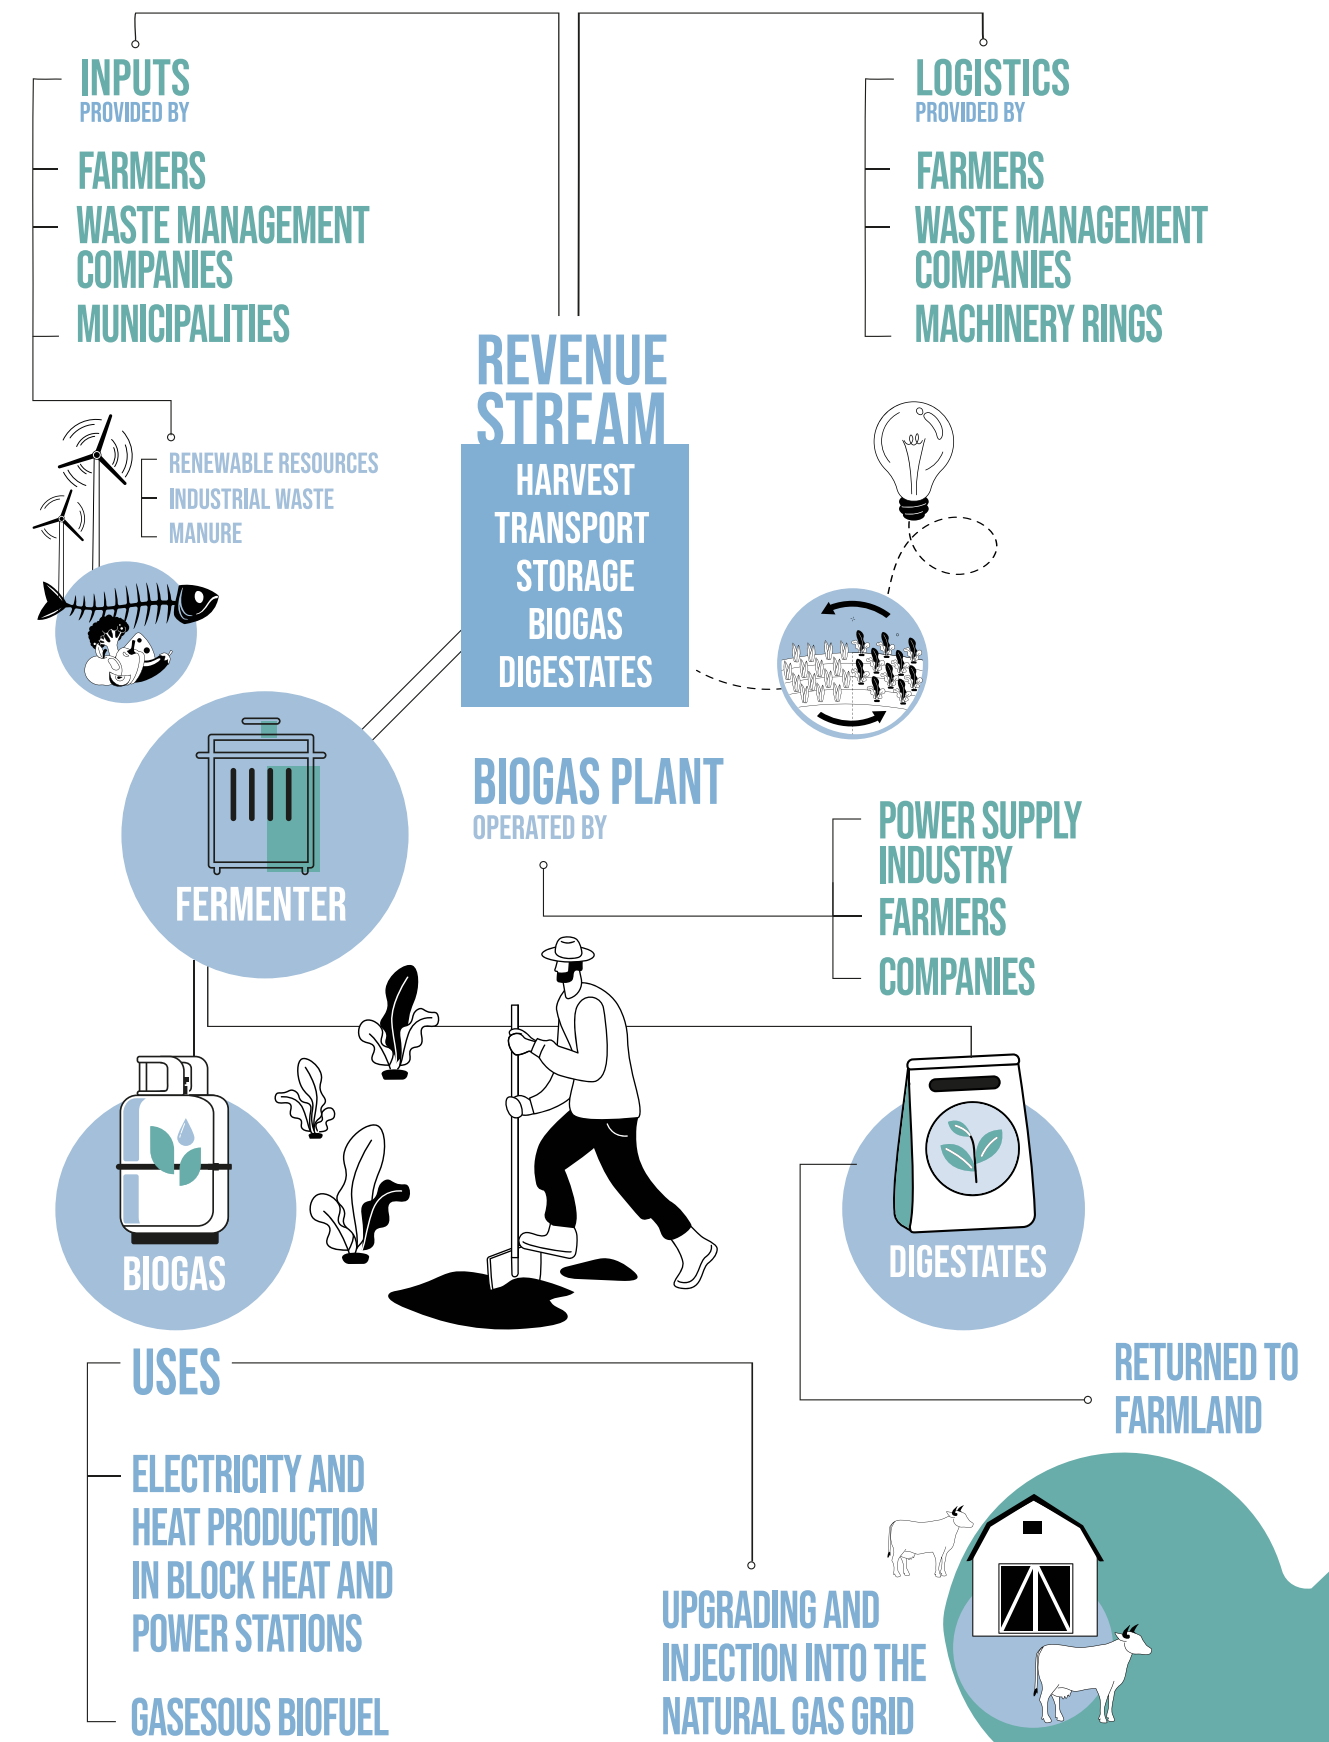 INPUTS
PROVIDED BY
FARMERS
WASTE MANAGEMENT
COMPANIES
MUNICIPALITIES
RENEWABLE RESOURCES
INDUSTRIAL WASTE
MANURE
LOGISTICS
PROVIDED BY
FARMERS
WASTE MANAGEMENT
COMPANIES
MACHINERY RINGS
REVENUE
STREAM
HARVEST
TRANSPORT
STORAGE
BIOGAS
DIGESTATES
FERMENTER
BIOGAS PLANT
OPERATED BY
POWER SUPPLY
INDUSTRY
FARMERS
COMPANIES
BIOGAS
DIGESTATES
USES
ELECTRICITY AND
HEAT PRODUCTION
IN BLOCK HEAT AND
POWER STATIONS
GASESOUS BIOFUEL
UPGRADING AND
INJECTION INTO THE
NATURAL GAS GRID
RETURNED TO
FARMLAND